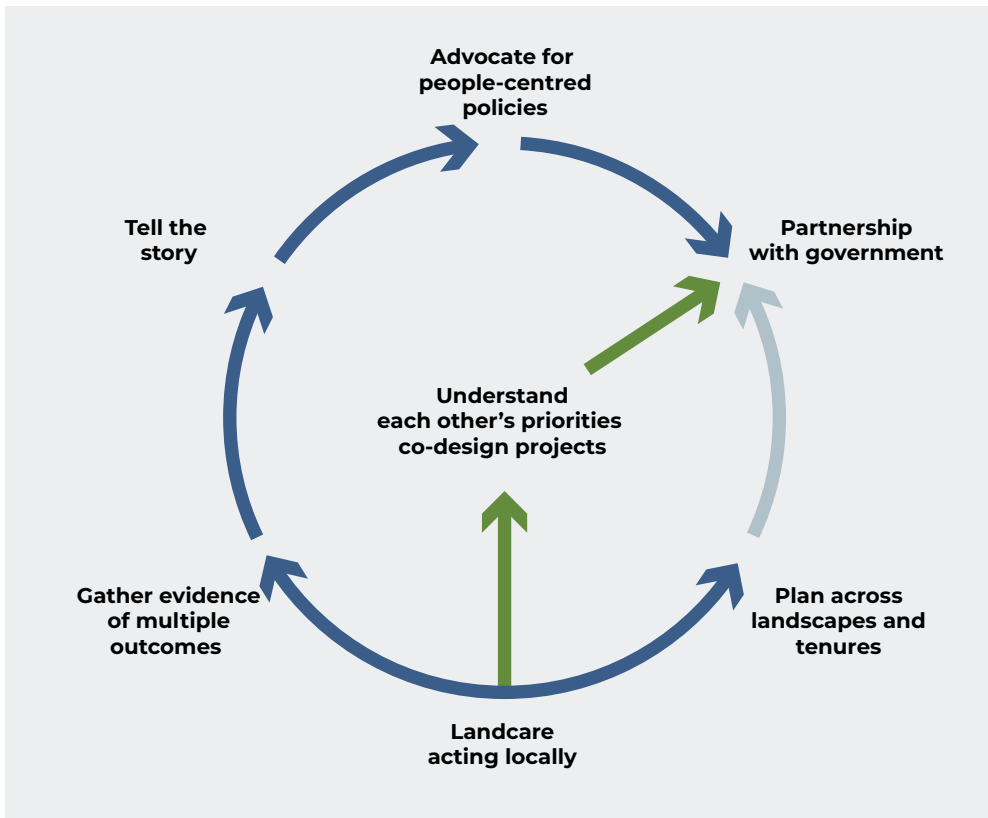 Advocate for
people-centred
policies
Tell the
story
Partnership
with government
Understand
each other’s priorities
co-design projects
Gather evidence
of multiple
outcomes
Plan across
landscapes and
tenures
Landcare
acting locally